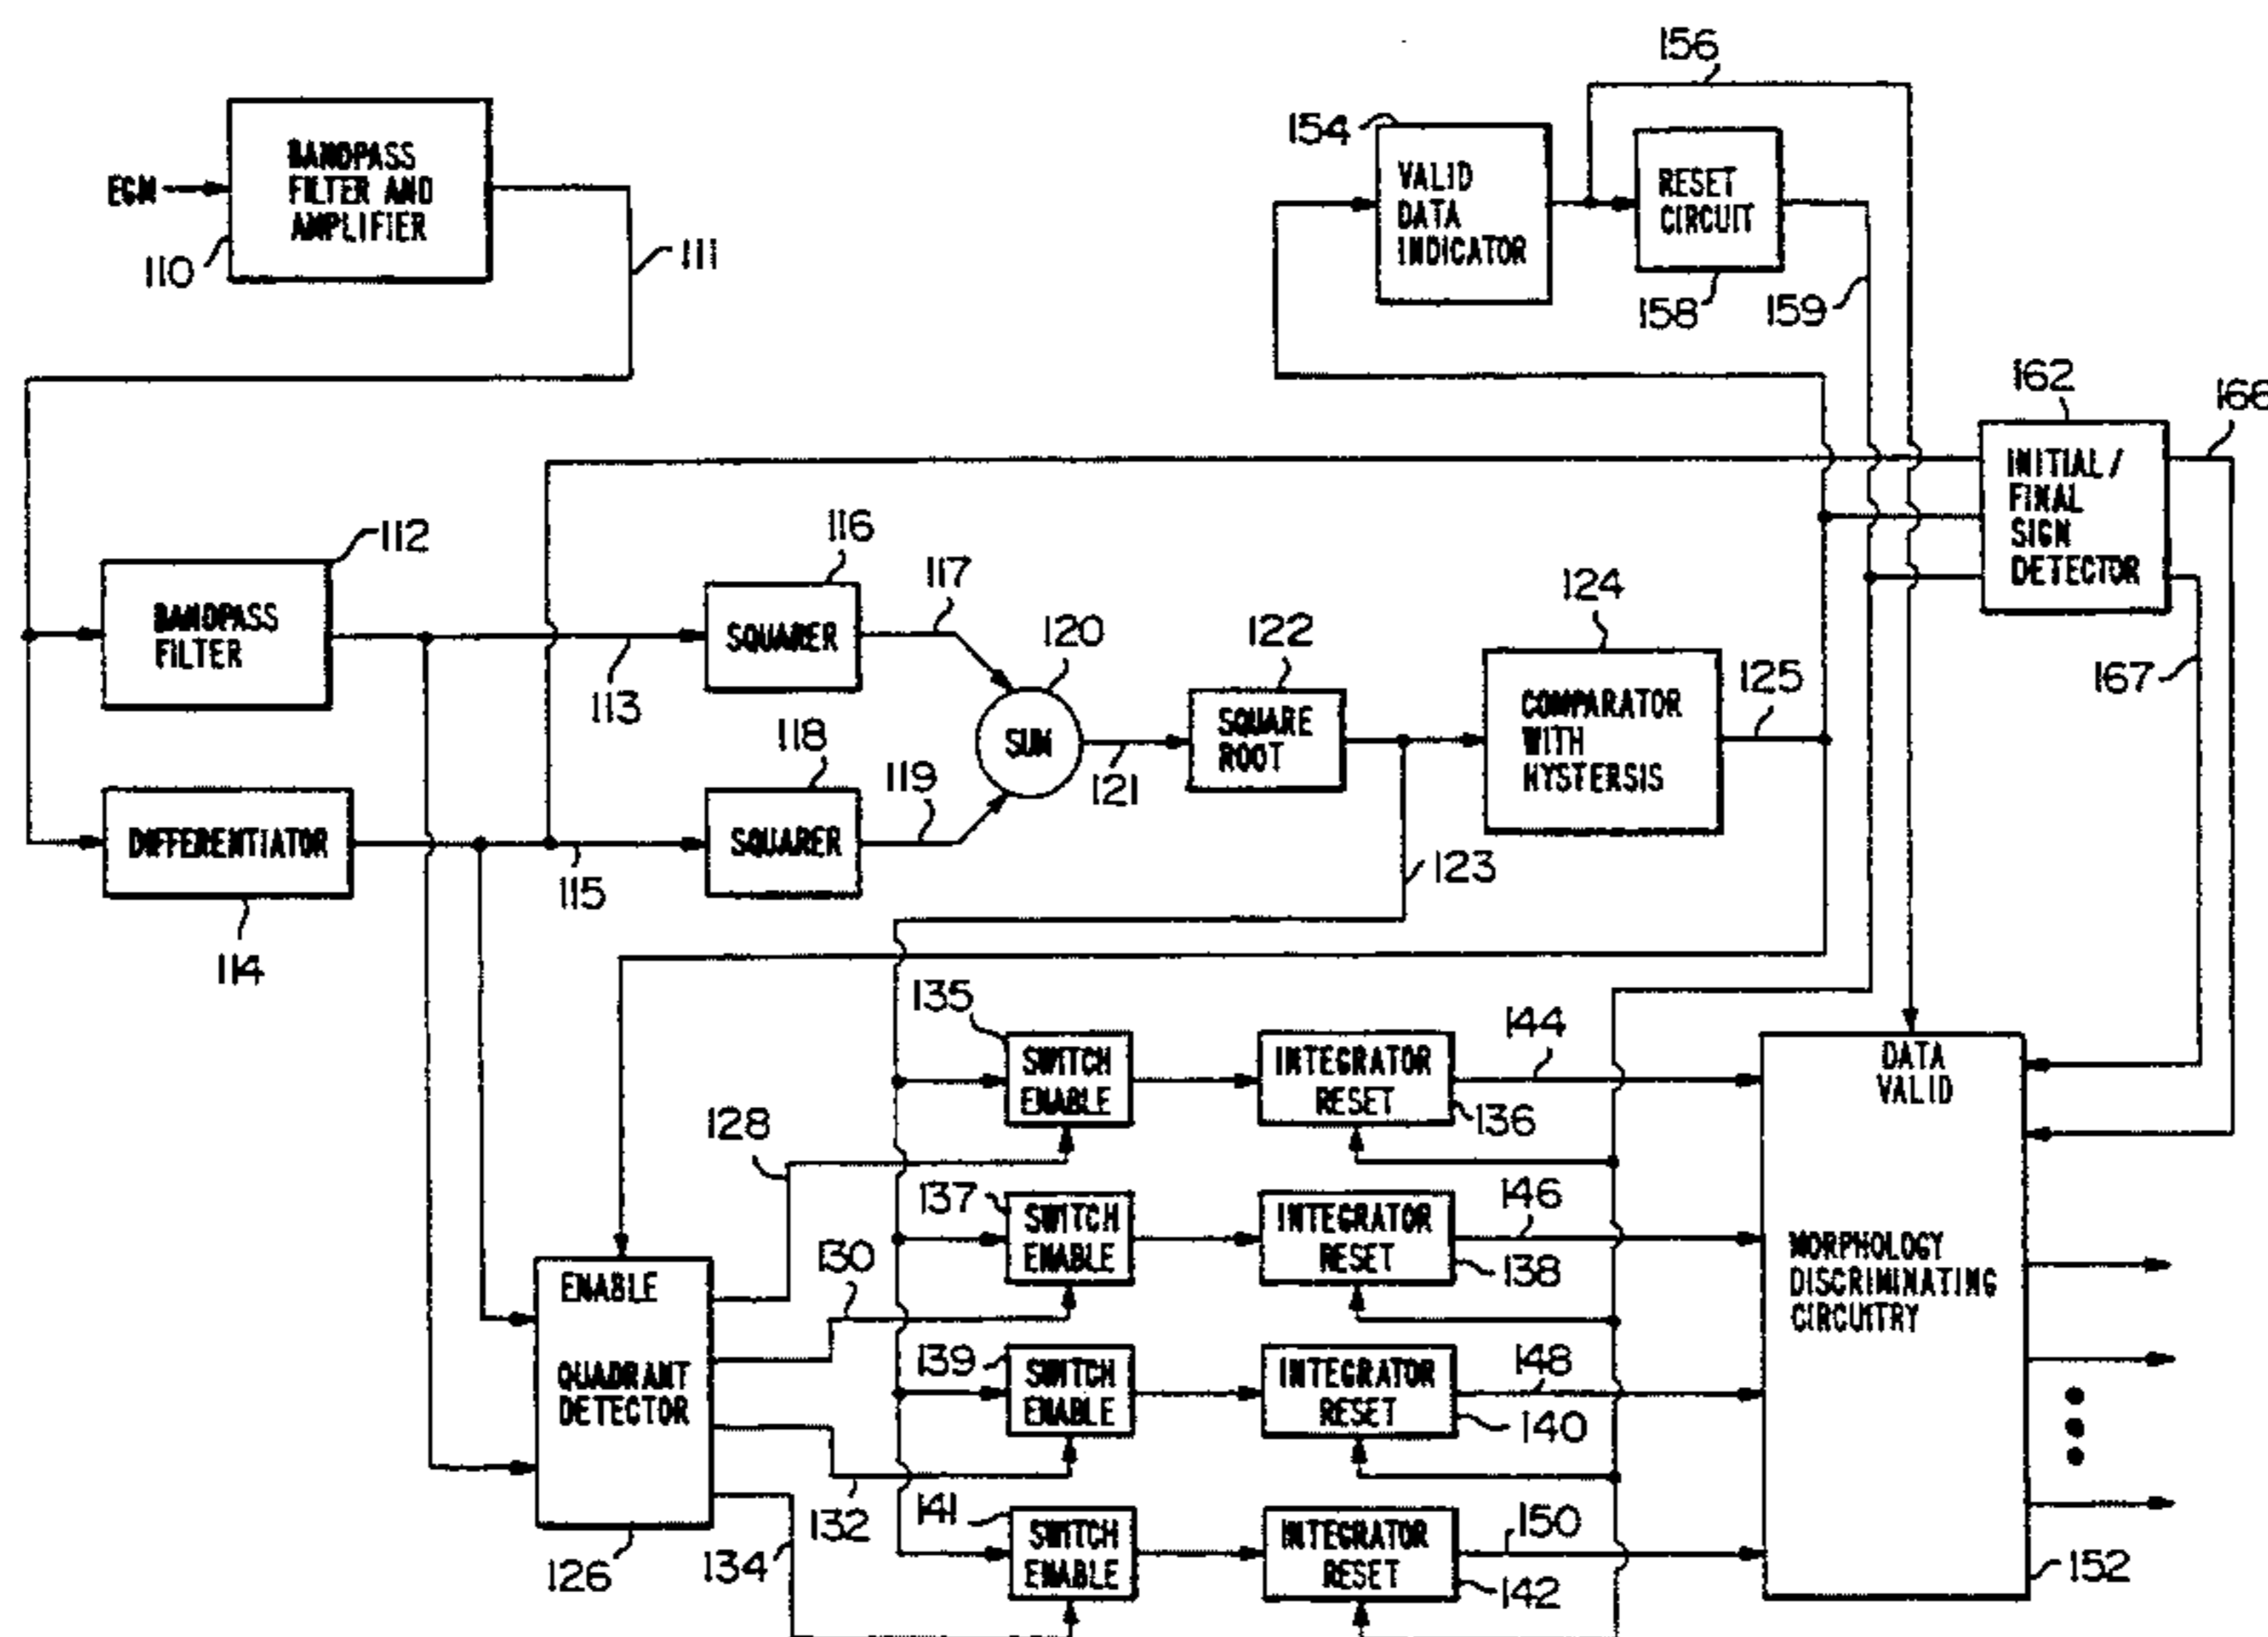 156
154
VALID
DATA
INDICATOR
RESET
CIRCUIT
158
159
EGM
BANDPASS
FILTER AND
AMPLIFIER
110
111
162
166
INITIAL/
FINAL
SIGN
DETECTOR
167
112
BANDPASS
FILTER
113
116
SQUARER
117
120
SUM
121
122
SQUARE
ROOT
123
124
COMPARATOR
WITH
HYSTERSIS
125
DIFFERENTIATOR
114
115
118
SQUARER
119
135
SWITCH
ENABLE
INTEGRATOR
RESET
136
144
DATA
VALID
128
137
SWITCH
ENABLE
INTEGRATOR
RESET
138
146
130
ENABLE
QUADRANT
DETECTOR
126
139
SWITCH
ENABLE
INTEGRATOR
RESET
140
148
MORPHOLOGY
DISCRIMINATING
CIRCUITRY
132
134
141
SWITCH
ENABLE
INTEGRATOR
RESET
142
150
152